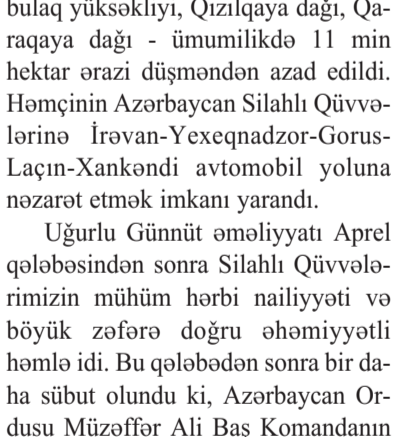 bulaq yüksəkliyi, Qızılqaya dağı, Qa-
raqaya dağı - ümumilikdə 11 min
hektar ərazi düşməndən azad edildi.
Həmçinin Azərbaycan Silahlı Qüvvə-
lərinə İrəvan-Yexeqnadzor-Gorus-
Laçın-Xankəndi avtomobil yoluna
nəzarət etmək imkanı yarandı.
Uğurlu Günnüt əməliyyatı Aprel
qələbəsindən sonra Silahlı Qüvvələ-
rimizin mühüm hərbi nailiyyəti və
böyük zəfərə doğru əhəmiyyətli
həmlə idi. Bu qələbədən sonra bir da-
ha sübut olundu ki, Azərbaycan Or-
dusu Müzəffər Ali Baş Komandanın